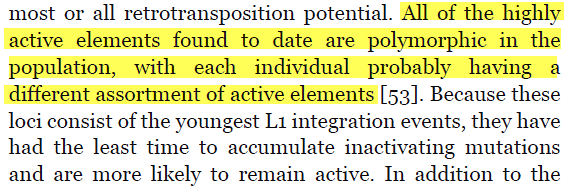 most or all retrotransposition potential. All of the highly
active elements found to date are polymorphic in the
population, with each individual probably having a
different assortment of active elements [53]. Because these
loci consist of the youngest L1 integration events, they have
had the least time to accumulate inactivating mutations
and are more likely to remain active. In addition to the